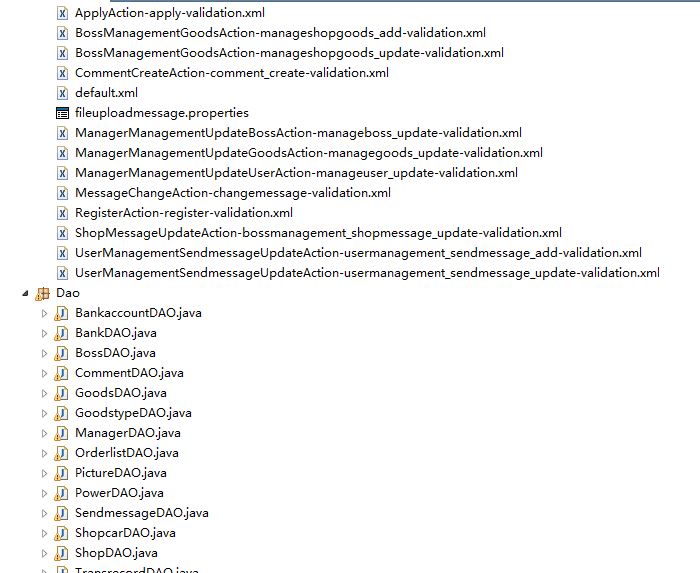 ApplyAction-apply-validation.xml
BossManagementGoodsAction-manageshopgoods_add-validation.xml
BossManagementGoodsAction-manageshopgoods_update-validation.xml
CommentCreateAction-comment_create-validation.xml
default.xml
fileuploadmessage.properties
ManagerManagementUpdateBossAction-manageboss_update-validation.xml
ManagerManagementUpdateGoodsAction-managegoods_update-validation.xml
ManagerManagementUpdateUserAction-manageuser_update-validation.xml
MessageChangeAction-changemessage-validation.xml
RegisterAction-register-validation.xml
ShopMessageUpdateAction-bossmanagement_shopmessage_update-validation.xml
UserManagementSendmessageUpdateAction-usermanagement_sendmessage_add-validation.xml
UserManagementSendmessageUpdateAction-usermanagement_sendmessage_update-validation.xml
Dao
BankaccountDAO.java
BankDAO.java
BossDAO.java
CommentDAO.java
GoodsDAO.java
GoodstypeDAO.java
ManagerDAO.java
OrderlistDAO.java
PictureDAO.java
PowerDAO.java
SendmessageDAO.java
ShopcarDAO.java
ShopDAO.java
TransrecordDAO.java